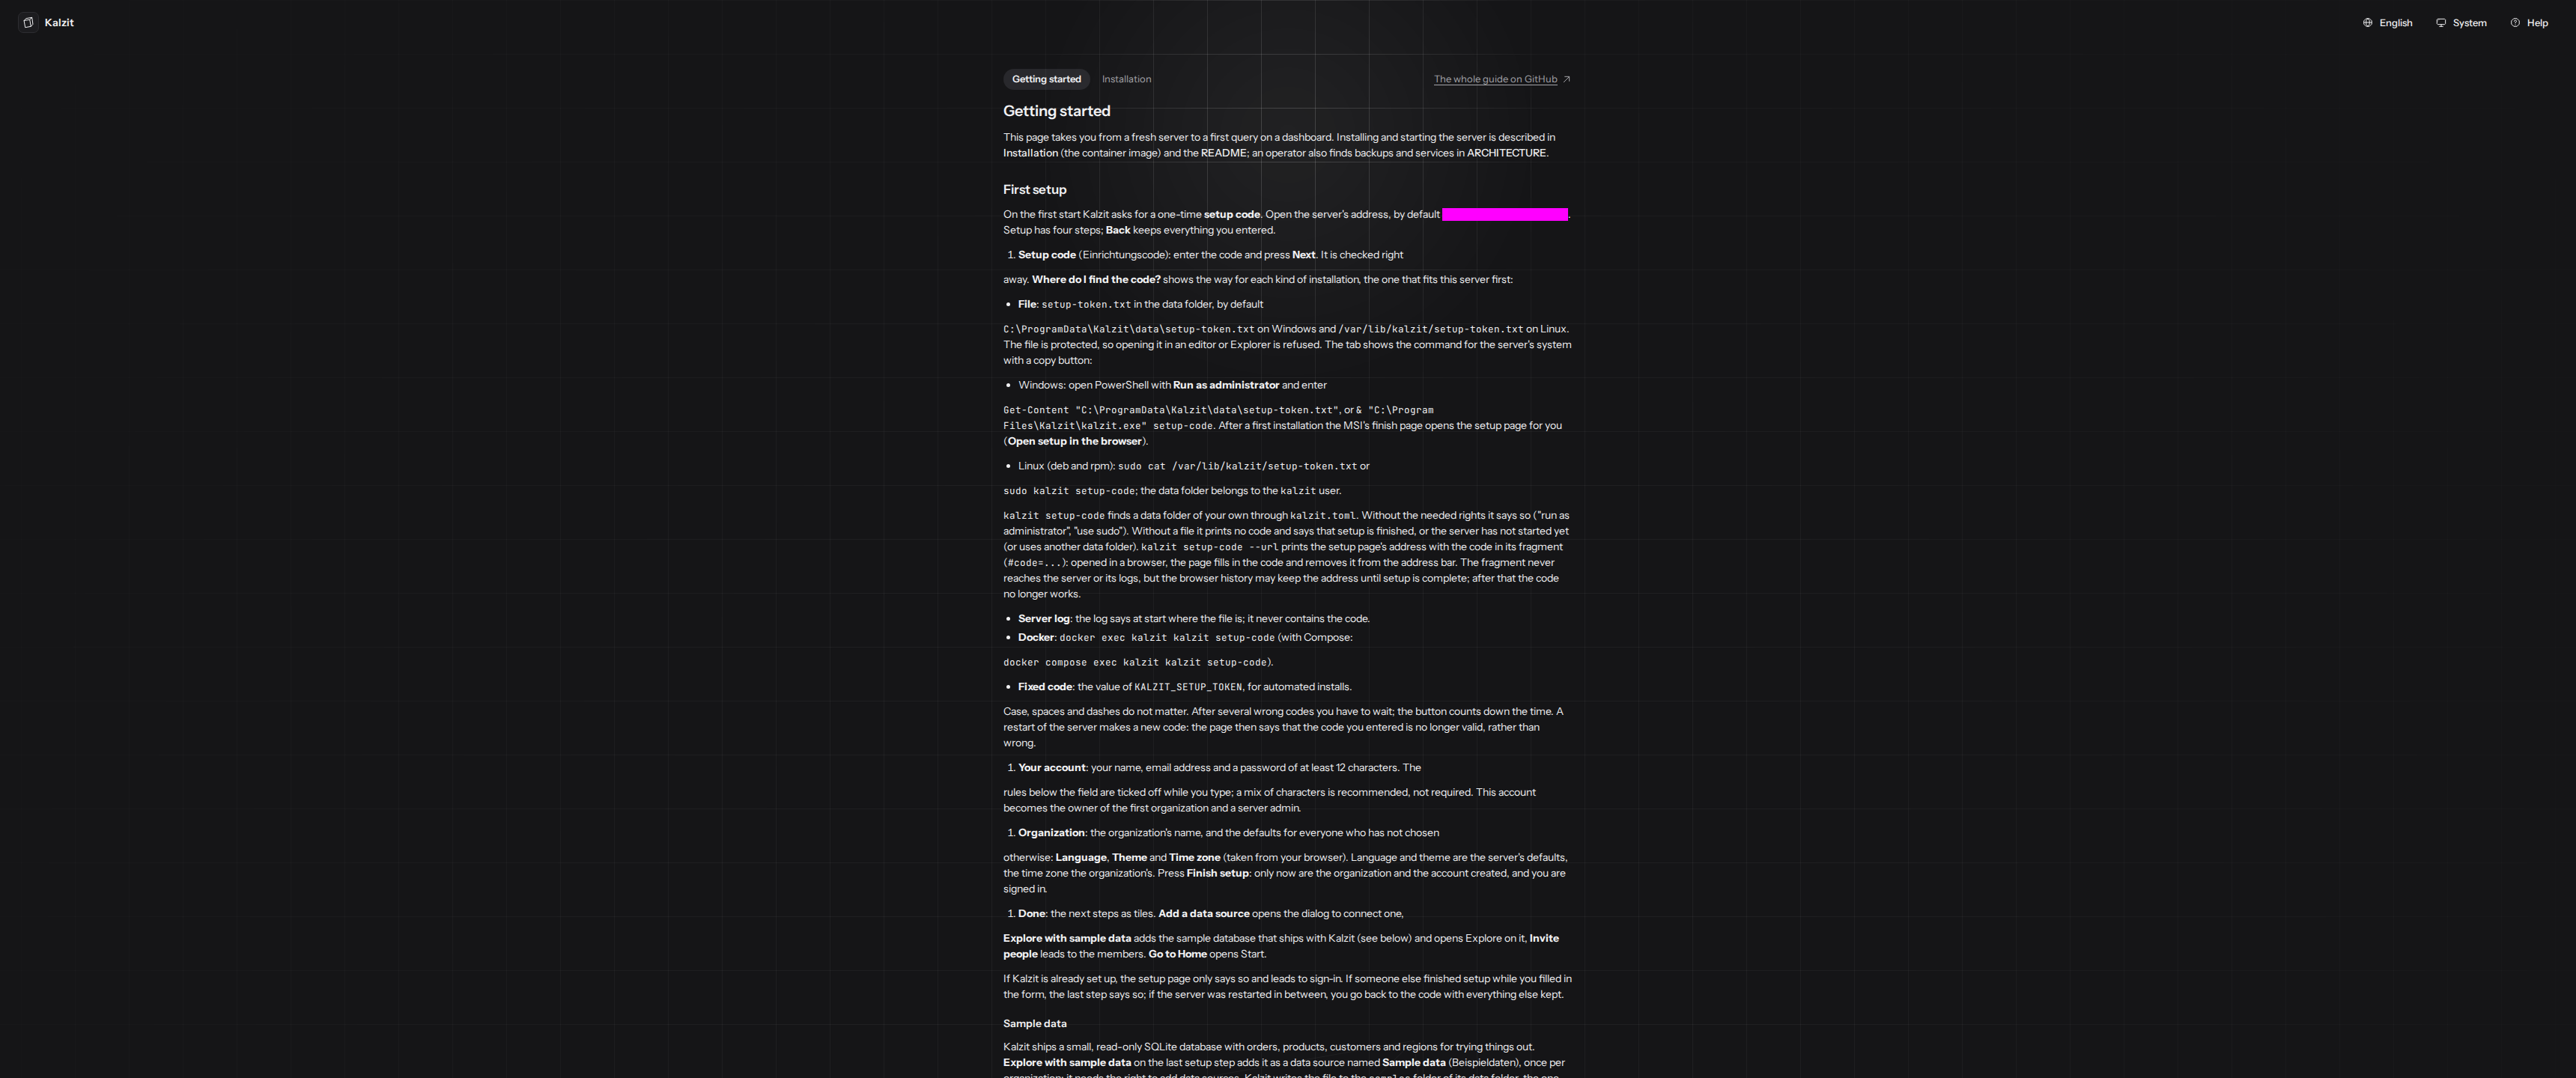 Kalzit
English
System
Help
Getting started
Installation
The whole guide on GitHub
Getting started
This page takes you from a fresh server to a first query on a dashboard. Installing and starting the server is described in
Installation (the container image) and the README; an operator also finds backups and services in ARCHITECTURE.
First setup
On the first start Kalzit asks for a one-time setup code. Open the server's address, by default .
Setup has four steps; Back keeps everything you entered.
1. Setup code (Einrichtungscode): enter the code and press Next. It is checked right
away. Where do I find the code? shows the way for each kind of installation, the one that fits this server first:
• File: setup-token.txt in the data folder, by default
C:\ProgramData\Kalzit\data\setup-token.txt on Windows and /var/lib/kalzit/setup-token.txt on Linux.
The file is protected, so opening it in an editor or Explorer is refused. The tab shows the command for the server's system
with a copy button:
• Windows: open PowerShell with Run as administrator and enter
Get-Content "C:\ProgramData\Kalzit\data\setup-token.txt", or & "C:\Program
Files\Kalzit\kalzit.exe" setup-code. After a first installation the MSI's finish page opens the setup page for you
(Open setup in the browser).
• Linux (deb and rpm): sudo cat /var/lib/kalzit/setup-token.txt or
sudo kalzit setup-code; the data folder belongs to the kalzit user.
kalzit setup-code finds a data folder of your own through kalzit.toml. Without the needed rights it says so ("run as
administrator", "use sudo"). Without a file it prints no code and says that setup is finished, or the server has not started yet
(or uses another data folder). kalzit setup-code --url prints the setup page's address with the code in its fragment
(#code=...): opened in a browser, the page fills in the code and removes it from the address bar. The fragment never
reaches the server or its logs, but the browser history may keep the address until setup is complete; after that the code
no longer works.
• Server log: the log says at start where the file is; it never contains the code.
• Docker: docker exec kalzit kalzit setup-code (with Compose:
docker compose exec kalzit kalzit setup-code).
• Fixed code: the value of KALZIT_SETUP_TOKEN, for automated installs.
Case, spaces and dashes do not matter. After several wrong codes you have to wait; the button counts down the time. A
restart of the server makes a new code: the page then says that the code you entered is no longer valid, rather than
wrong.
1. Your account: your name, email address and a password of at least 12 characters. The
rules below the field are ticked off while you type; a mix of characters is recommended, not required. This account
becomes the owner of the first organization and a server admin.
1. Organization: the organization's name, and the defaults for everyone who has not chosen
otherwise: Language, Theme and Time zone (taken from your browser). Language and theme are the server's defaults,
the time zone the organization's. Press Finish setup: only now are the organization and the account created, and you are
signed in.
1. Done: the next steps as tiles. Add a data source opens the dialog to connect one,
Explore with sample data adds the sample database that ships with Kalzit (see below) and opens Explore on it, Invite
people leads to the members. Go to Home opens Start.
If Kalzit is already set up, the setup page only says so and leads to sign-in. If someone else finished setup while you filled in
the form, the last step says so; if the server was restarted in between, you go back to the code with everything else kept.
Sample data
Kalzit ships a small, read-only SQLite database with orders, products, customers and regions for trying things out.
Explore with sample data on the last setup step adds it as a data source named Sample data (Beispieldaten), once per